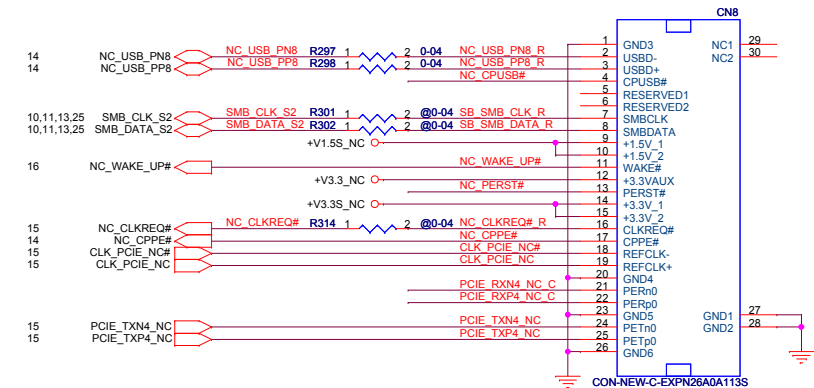 CN8
1 GND3 NC1 29
14 NC_USB_PN8 NC_USB_PN8 R297 1 2 0-04 NC_USB_PN8_R 2 USBD- NC2 30
14 NC_USB_PP8 NC_USB_PP8 R298 1 2 0-04 NC_USB_PP8_R 3 USBD+
NC_CPUSB# 4 CPUSB#
5 RESERVED1
6 RESERVED2
10,11,13,25 SMB_CLK_S2 SMB_CLK_S2 R301 1 2 @0-04 SB_SMB_CLK_R 7 SMBCLK
10,11,13,25 SMB_DATA_S2 SMB_DATA_S2 R302 1 2 @0-04 SB_SMB_DATA_R 8 SMBDATA
+V1.5S_NC 9 +1.5V_1
10 +1.5V_2
16 NC_WAKE_UP# NC_WAKE_UP# 11 WAKE#
+V3.3_NC 12 +3.3VAUX
NC_PERST# 13 PERST#
+V3.3S_NC 14 +3.3V_1
15 +3.3V_2
15 NC_CLKREQ# NC_CLKREQ# R314 1 2 @0-04 NC_CLKREQ#_R 16 CLKREQ#
14 NC_CPPE# NC_CPPE# 17 CPPE#
15 CLK_PCIE_NC# CLK_PCIE_NC# 18 REFCLK-
15 CLK_PCIE_NC CLK_PCIE_NC 19 REFCLK+
20 GND4
PCIE_RXN4_NC_C 21 PERn0
PCIE_RXP4_NC_C 22 PERp0
23 GND5 GND1 27
15 PCIE_TXN4_NC PCIE_TXN4_NC 24 PETn0 GND2 28
15 PCIE_TXP4_NC PCIE_TXP4_NC 25 PETp0
26 GND6
CON-NEW-C-EXPN26A0A113S